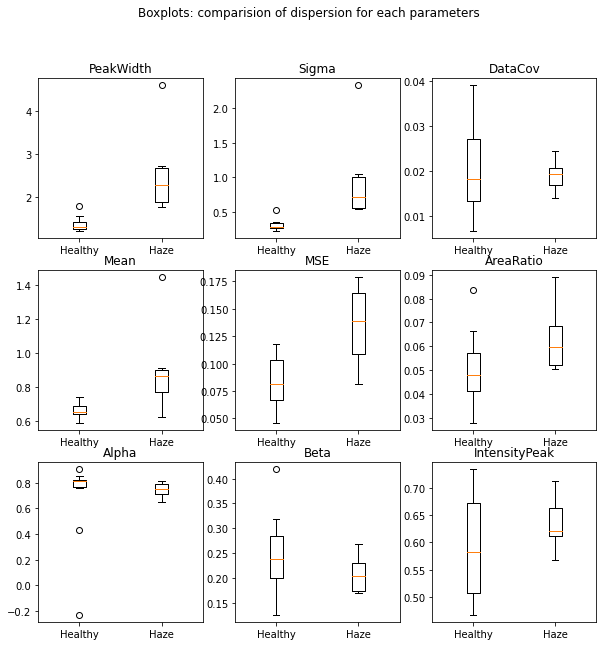 Boxplots: comparision of dispersion for each parameters
PeakWidth
Sigma
DataCov
4
3
2
Healthy
Haze
2.0
1.5
1.0
0.5
Healthy
Haze
0.04
0.03
0.02
0.01
Healthy
Haze
Mean
MSE
AreaRatio
1.4
1.2
1.0
0.8
0.6
Healthy
Haze
0.175
0.150
0.125
0.100
0.075
0.050
Healthy
Haze
0.09
0.08
0.07
0.06
0.05
0.04
0.03
Healthy
Haze
Alpha
Beta
IntensityPeak
0.8
0.6
0.4
0.2
0.0
−0.2
Healthy
Haze
0.40
0.35
0.30
0.25
0.20
0.15
Healthy
Haze
0.70
0.65
0.60
0.55
0.50
Healthy
Haze